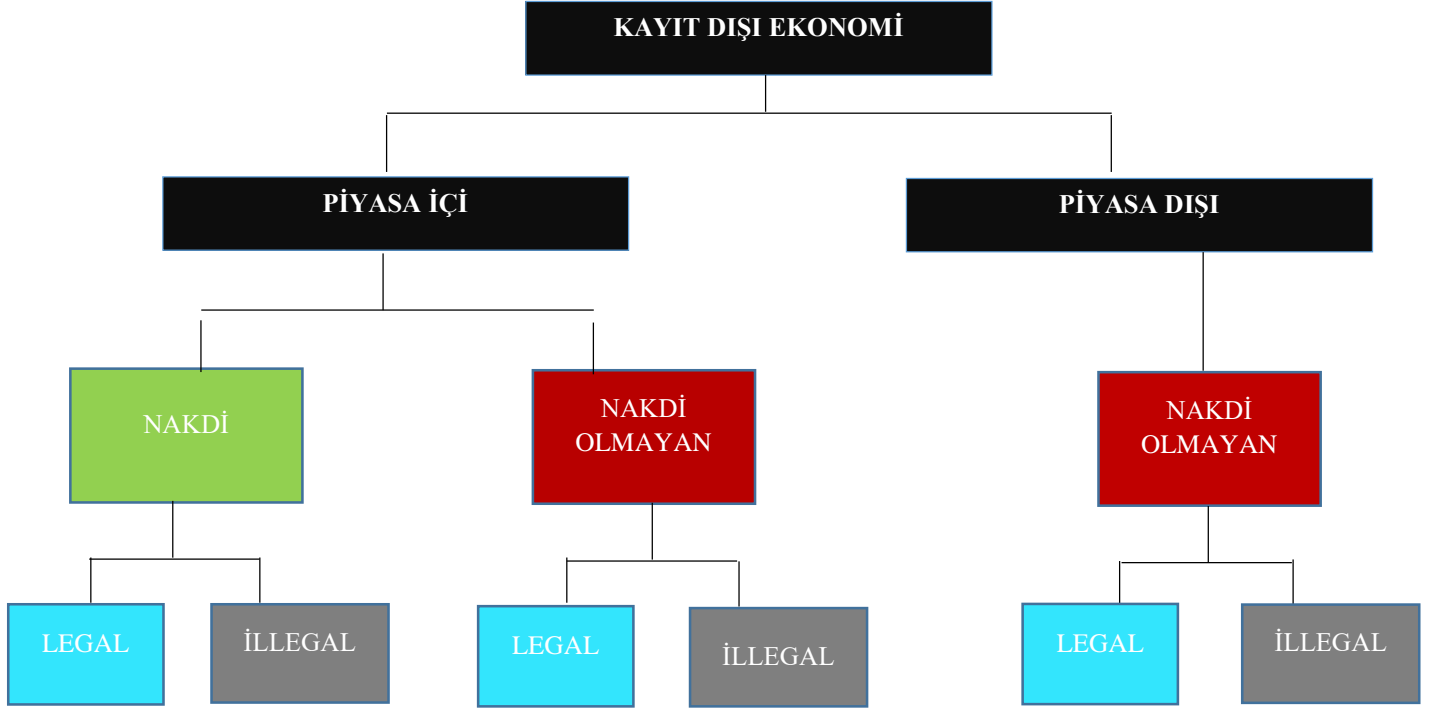 KAYIT DIŞI EKONOMİ
PİYASA İÇİ
PİYASA DIŞI
NAKDİ
NAKDİ
OLMAYAN
NAKDİ
OLMAYAN
LEGAL
İLLEGAL
LEGAL
İLLEGAL
LEGAL
İLLEGAL